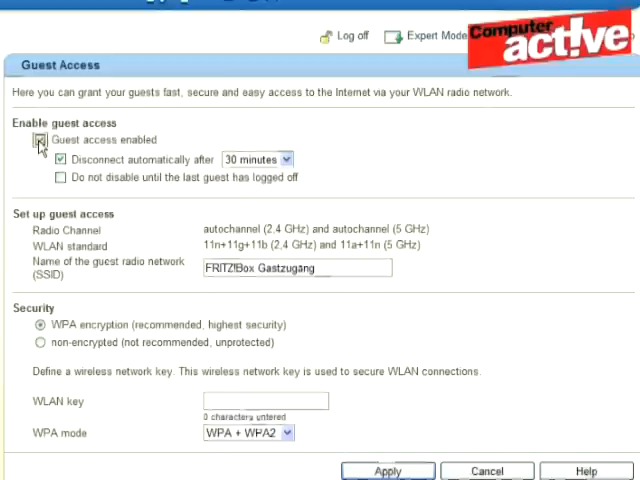 Log off Expert Mode
Computer
act!ve
Guest Access
Here you can grant your guests fast, secure and easy access to the Internet via your WLAN radio network.
Enable guest access
Guest access enabled
Disconnect automatically after 30 minutes
Do not disable until the last guest has logged off
Set up guest access
Radio Channel autochannel (2,4 GHz) and autochannel (5 GHz)
WLAN standard 11n+11g+11b (2,4 GHz) and 11a+11n (5 GHz)
Name of the guest radio network
(SSID) FRITZ!Box Gastzugang
Security
WPA encryption (recommended, highest security)
non-encrypted (not recommended, unprotected)
Define a wireless network key. This wireless network key is used to secure WLAN connections.
WLAN key
0 characters untered
WPA mode WPA + WPA2
Apply Cancel Help